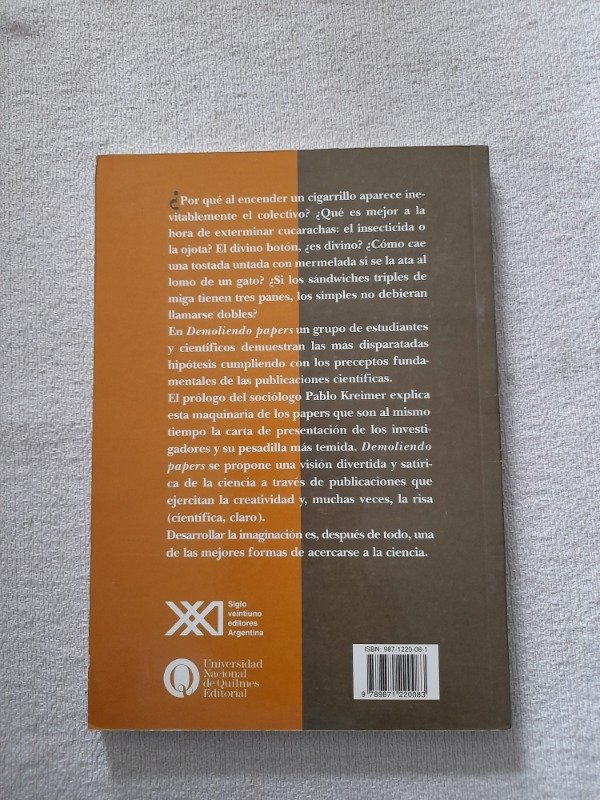 ¿Por qué al encender un cigarrillo aparece ine-
vitablemente el colectivo? ¿Qué es mejor a la
hora de exterminar cucarachas: el insecticida o
la ojota? El divino botón, ¿es divino? ¿Cómo cae
una tostada untada con mermelada si se la ata al
lomo de un gato? ¿Si los sándwiches triples de
miga tienen tres panes, los simples no debieran
llamarse dobles?
En Demoliendo papers un grupo de estudiantes
y científicos demuestran las más disparatadas
hipótesis cumpliendo con los preceptos funda-
mentales de las publicaciones científicas.
El prólogo del sociólogo Pablo Kreimer explica
esta maquinaria de los papers que son al mismo
tiempo la carta de presentación de los investi-
gadores y su pesadilla más temida. Demoliendo
papers se propone una visión divertida y satíri-
ca de la ciencia a través de publicaciones que
ejercitan la creatividad y, muchas veces, la risa
(científica, claro).
Desarrollar la imaginación es, después de todo, una
de las mejores formas de acercarse a la ciencia.
XXI
Siglo
veintiuno
editores
Argentina
Universidad
Nacional
de Quilmes
Editorial
ISBN: 987-1220-08-1
9 789871 220083